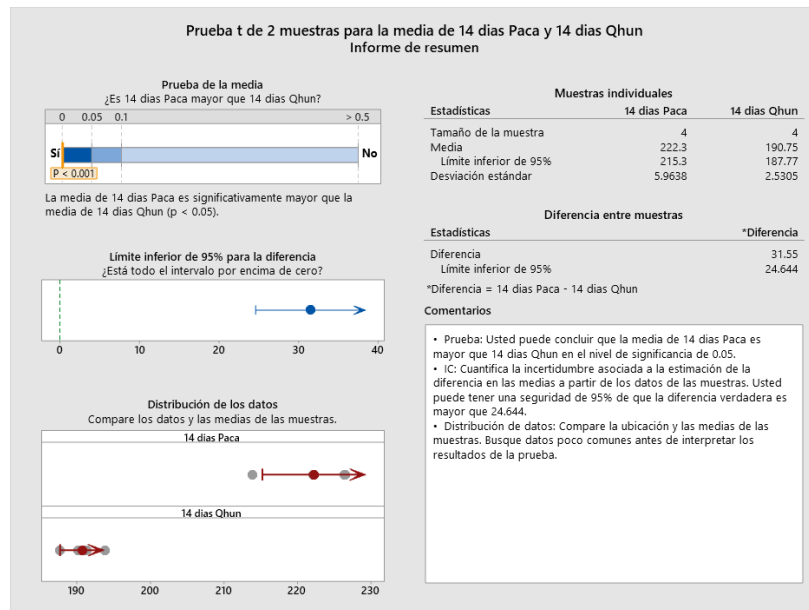 Prueba t de 2 muestras para la media de 14 dias Paca y 14 dias Qhun
Informe de resumen
Prueba de la media
¿Es 14 dias Paca mayor que 14 dias Qhun?
0 0.05 0.1 > 0.5
Sí No
P < 0.001
La media de 14 dias Paca es significativamente mayor que la
media de 14 dias Qhun (p < 0.05).
Límite inferior de 95% para la diferencia
¿Está todo el intervalo por encima de cero?
0 10 20 30 40
Distribución de los datos
Compare los datos y las medias de las muestras.
14 dias Paca
14 dias Qhun
190 200 210 220 230
Muestras individuales
Estadísticas 14 dias Paca 14 dias Qhun
Tamaño de la muestra 4 4
Media 222.3 190.75
Límite inferior de 95% 215.3 187.77
Desviación estándar 5.9638 2.5305
Diferencia entre muestras
Estadísticas *Diferencia
Diferencia 31.55
Límite inferior de 95% 24.644
*Diferencia = 14 dias Paca - 14 dias Qhun
Comentarios
• Prueba: Usted puede concluir que la media de 14 dias Paca es
mayor que 14 dias Qhun en el nivel de significancia de 0.05.
• IC: Cuantifica la incertidumbre asociada a la estimación de la
diferencia en las medias a partir de los datos de las muestras. Usted
puede tener una seguridad de 95% de que la diferencia verdadera es
mayor que 24.644.
• Distribución de datos: Compare la ubicación y las medias de las
muestras. Busque datos poco comunes antes de interpretar los
resultados de la prueba.